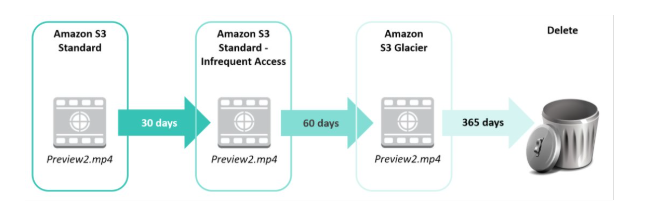 Amazon S3
Standard
Amazon S3
Standard -
Infrequent Access
Amazon
S3 Glacier
Delete
30 days
60 days
365 days
Preview2.mp4
Preview2.mp4
Preview2.mp4